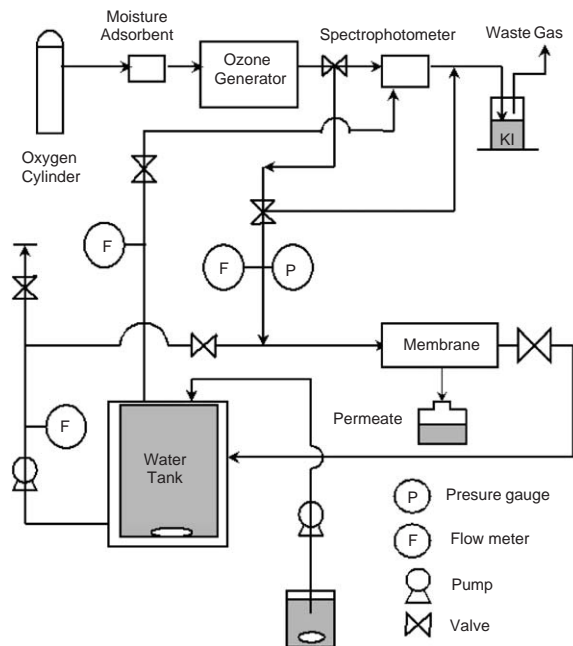 Moisture
Adsorbent
Ozone
Generator
Spectrophotometer
Waste Gas
KI
Oxygen
Cylinder
F
F
P
Membrane
Permeate
F
Water
Tank
P
Presure gauge
F
Flow meter
Pump
Valve